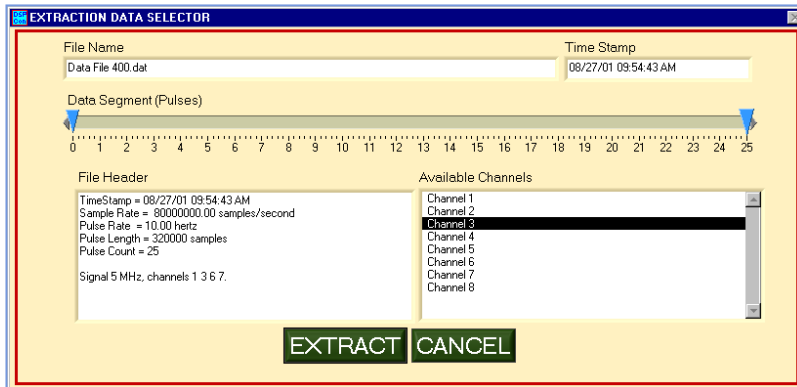 EXTRACTION DATA SELECTOR
File Name
Time Stamp
Data File 400.dat
08/27/01 09:54:43 AM
Data Segment (Pulses)
0 1 2 3 4 5 6 7 8 9 10 11 12 13 14 15 16 17 18 19 20 21 22 23 24 25
File Header
Available Channels
TimeStamp = 08/27/01 09:54:43 AM
Sample Rate = 80000000.00 samples/second
Pulse Rate = 10.00 hertz
Pulse Length = 320000 samples
Pulse Count = 25
Signal 5 MHz, channels 1 3 6 7.
Channel 1
Channel 2
Channel 3
Channel 4
Channel 5
Channel 6
Channel 7
Channel 8
EXTRACT
CANCEL